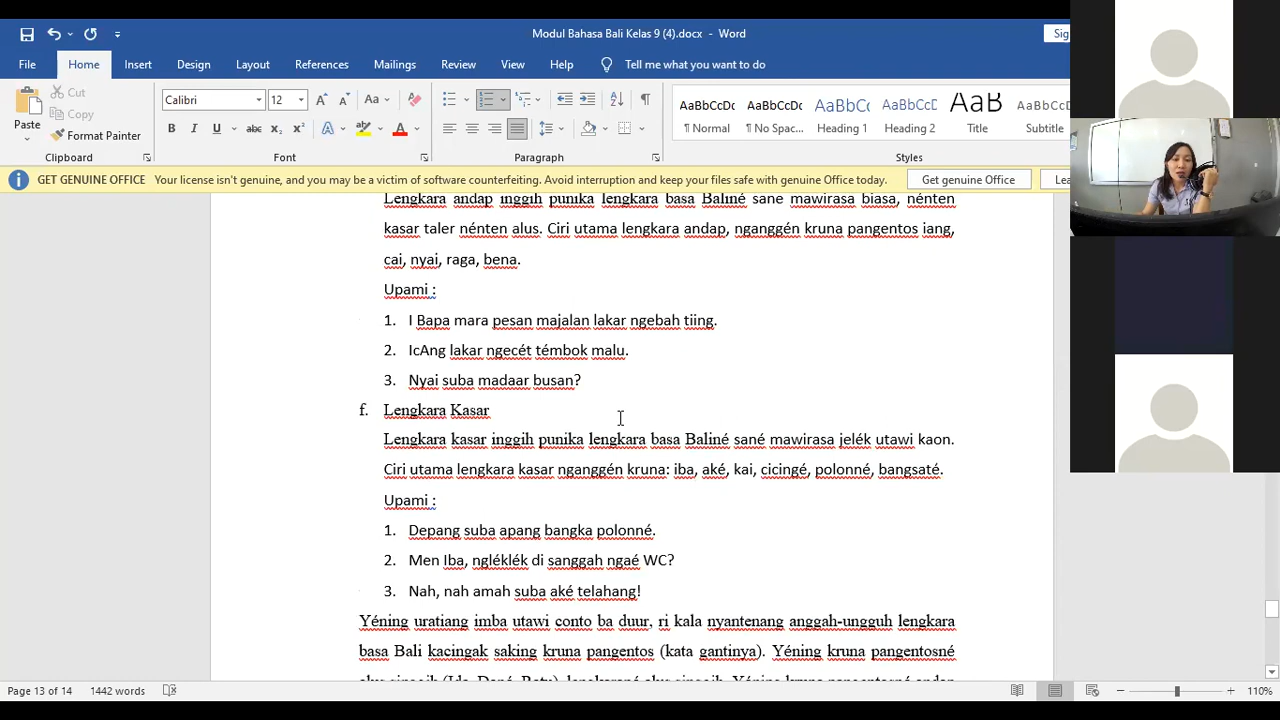 Modul Bahasa Bali Kelas 9 (4).docx - Word
Sig
File Home Insert Design Layout References Mailings Review View Help Tell me what you want to do
Cut
Copy
Paste
Format Painter
Calibri 12
AaBbCcDc AaBbCcDc AaBbCc AaBbCcC AaB AaBbCcC
¶ Normal ¶ No Spac... Heading 1 Heading 2 Title Subtitle
Clipboard Font Paragraph Styles
GET GENUINE OFFICE Your license isn't genuine, and you may be a victim of software counterfeiting. Avoid interruption and keep your files safe with genuine Office today. Get genuine Office Lea
Lengkara andap inggih punika lengkara basa Baliné sané mawirasa biasa, nénten
kasar taler nénten alus. Ciri utama lengkara andap, nganggén kruna pangentos iang,
cai, nyai, raga, bena.
Upami :
1. I Bapa mara pesan majalan lakar ngebah tiing.
2. IcAng lakar ngecét témbok malu.
3. Nyai suba madaar busan?
f. Lengkara Kasar
Lengkara kasar inggih punika lengkara basa Baliné sané mawirasa jelék utawi kaon.
Ciri utama lengkara kasar nganggén kruna: iba, aké, kai, cicingé, polonné, bangsaté.
Upami :
1. Depang suba apang bangka polonné.
2. Men Iba, ngléklék di sanggah ngaé WC?
3. Nah, nah amah suba aké telahang!
Yéning uratiang imba utawi conto ba duur, ri kala nyantenang anggah-ungguh lengkara
basa Bali kacingak saking kruna pangentos (kata gantinya). Yéning kruna pangentosné
Page 13 of 14 1442 words 110%